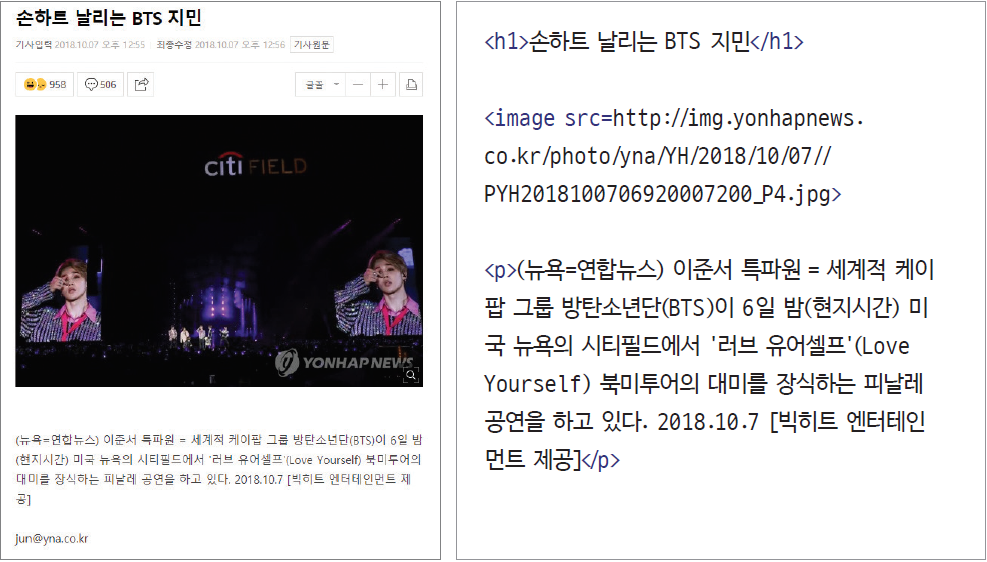 손하트 날리는 BTS 지민
기사입력 2018.10.07 오후 12:55 최종수정 2018.10.07 오후 12:56 기사원문
958 506 글꼴
citi FIELD
YONHAP NEWS
(뉴욕=연합뉴스) 이준서 특파원 = 세계적 케이팝 그룹 방탄소년단(BTS)이 6일 밤
(현지시간) 미국 뉴욕의 시티필드에서 '러브 유어셀프'(Love Yourself) 북미투어의
대미를 장식하는 피날레 공연을 하고 있다. 2018.10.7 [빅히트 엔터테인먼트 제
공]
jun@yna.co.kr
<h1>손하트 날리는 BTS 지민</h1>
<image src=http://img.yonhapnews.
co.kr/photo/yna/YH/2018/10/07//
PYH2018100706920007200_P4.jpg>
<p>(뉴욕=연합뉴스) 이준서 특파원 = 세계적 케이
팝 그룹 방탄소년단(BTS)이 6일 밤(현지시간) 미
국 뉴욕의 시티필드에서 '러브 유어셀프'(Love
Yourself) 북미투어의 대미를 장식하는 피날레
공연을 하고 있다. 2018.10.7 [빅히트 엔터테인
먼트 제공]</p>